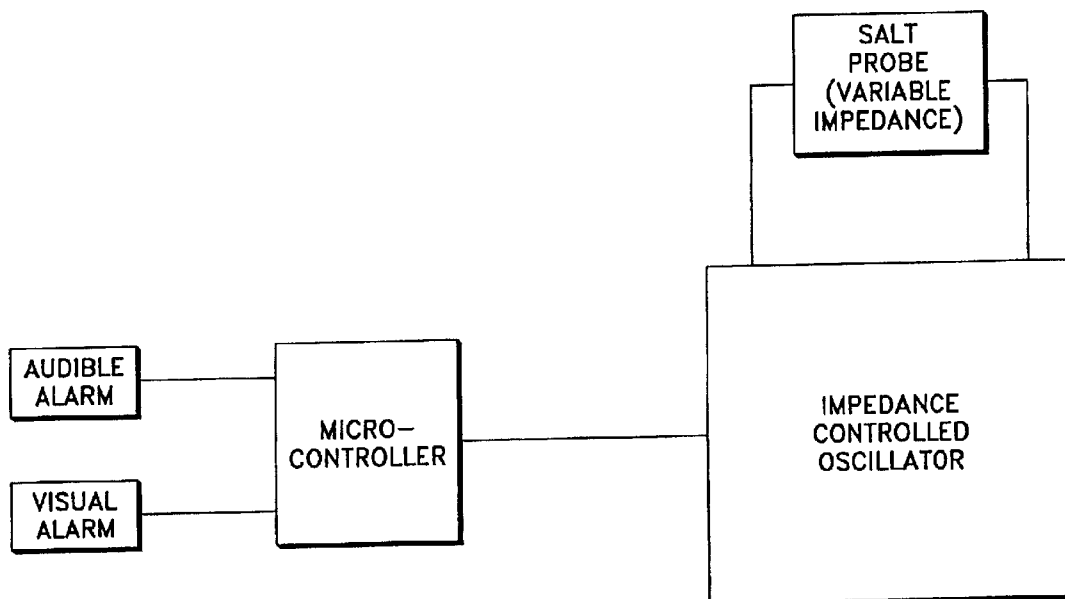 SALT
PROBE
(VARIABLE
IMPEDANCE)
AUDIBLE
ALARM
MICRO-
CONTROLLER
IMPEDANCE
CONTROLLED
OSCILLATOR
VISUAL
ALARM